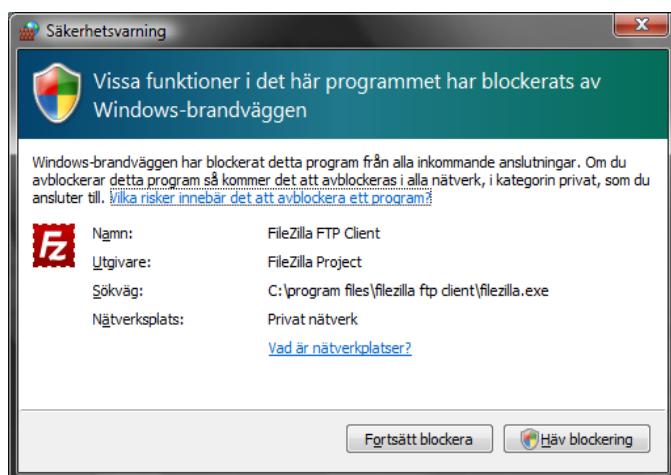 Säkerhetsvarning
Vissa funktioner i det här programmet har blockerats av
Windows-brandväggen
Windows-brandväggen har blockerat detta program från alla inkommande anslutningar. Om du
avblockerar detta program så kommer det att avblockeras i alla nätverk, i kategorin privat, som du
ansluter till. Vilka risker innebär det att avblockera ett program?
Fz
Namn: FileZilla FTP Client
Utgivare: FileZilla Project
Sökväg: C:\program files\filezilla ftp client\filezilla.exe
Nätverksplats: Privat nätverk
Vad är nätverkplatser?
Fortsätt blockera Häv blockering